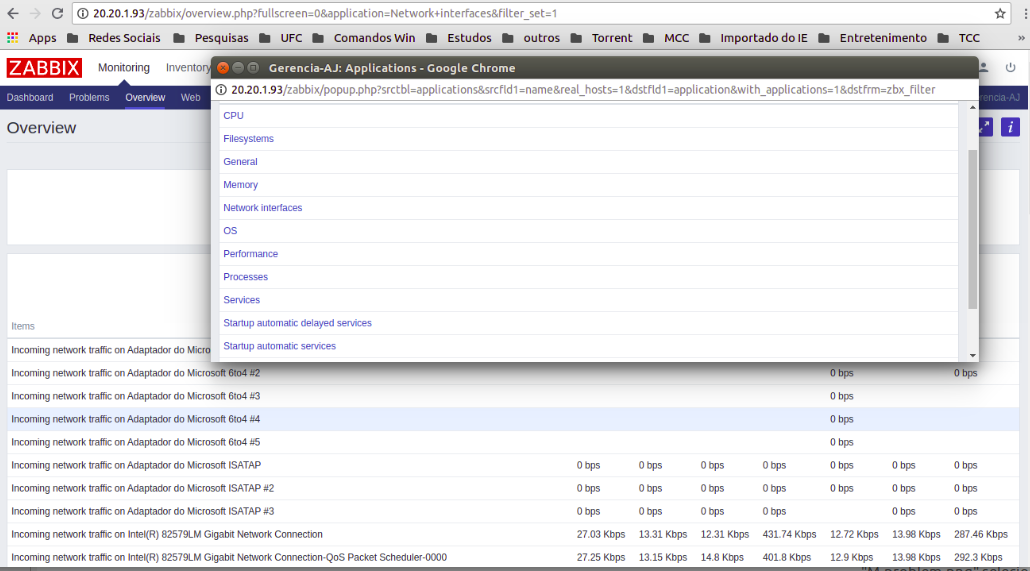 20.20.1.93/zabbix/overview.php?fullscreen=0&application=Network+interfaces&filter_set=1
Apps Redes Sociais Pesquisas UFC Comandos Win Estudos outros Torrent MCC Importado do IE Entretenimento TCC »
ZABBIX Monitoring Inventory
Gerencia-AJ: Applications - Google Chrome
20.20.1.93/zabbix/popup.php?srctbl=applications&srcfld1=name&real_hosts=1&dstfld1=application&with_applications=1&dstfrm=zbx_filter
Dashboard Problems Overview Web
Overview
CPU
Filesystems
General
Memory
Network interfaces
OS
Performance
Processes
Services
Startup automatic delayed services
Startup automatic services
Items
Incoming network traffic on Adaptador do Micro
Incoming network traffic on Adaptador do Microsoft 6to4 #2 0 bps 0 bps
Incoming network traffic on Adaptador do Microsoft 6to4 #3 0 bps
Incoming network traffic on Adaptador do Microsoft 6to4 #4 0 bps
Incoming network traffic on Adaptador do Microsoft 6to4 #5 0 bps
Incoming network traffic on Adaptador do Microsoft ISATAP 0 bps 0 bps 0 bps 0 bps 0 bps 0 bps 0 bps
Incoming network traffic on Adaptador do Microsoft ISATAP #2 0 bps 0 bps 0 bps 0 bps 0 bps 0 bps 0 bps
Incoming network traffic on Adaptador do Microsoft ISATAP #3 0 bps 0 bps 0 bps 0 bps 0 bps 0 bps 0 bps
Incoming network traffic on Intel(R) 82579LM Gigabit Network Connection 27.03 Kbps 13.31 Kbps 12.31 Kbps 431.74 Kbps 12.72 Kbps 13.98 Kbps 287.46 Kbps
Incoming network traffic on Intel(R) 82579LM Gigabit Network Connection-QoS Packet Scheduler-0000 27.25 Kbps 13.15 Kbps 14.8 Kbps 401.8 Kbps 12.9 Kbps 13.98 Kbps 292.3 Kbps